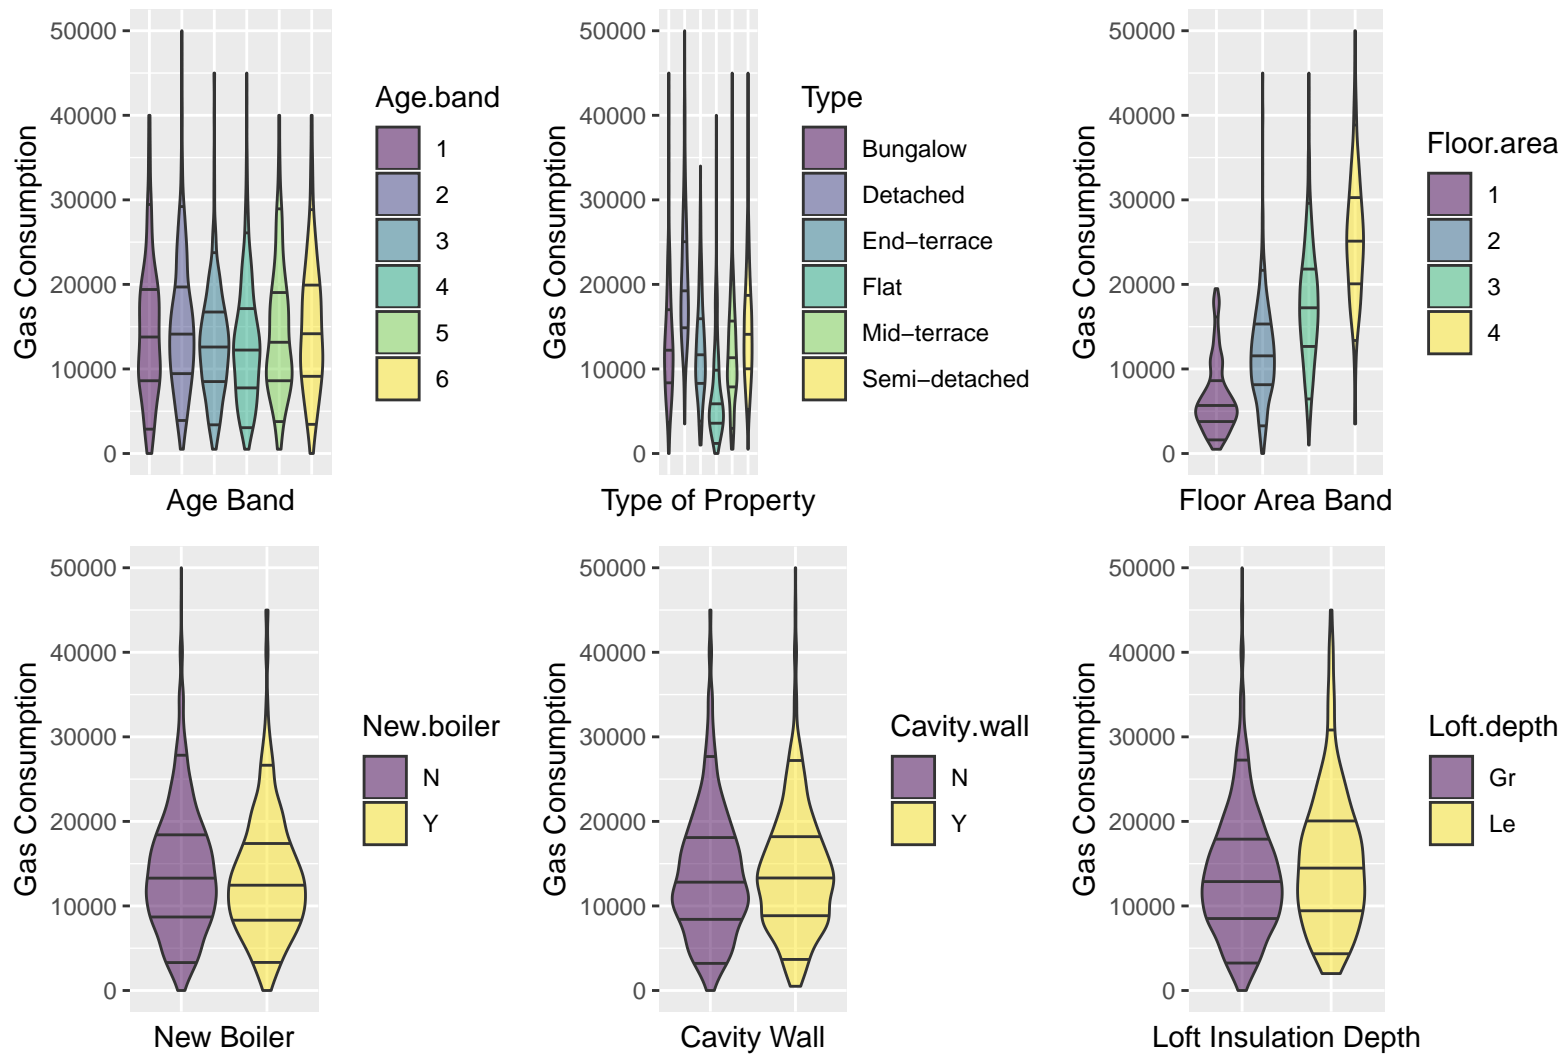 Gas Consumption
50000
40000
30000
20000
10000
0
Age Band
Age.band
1
2
3
4
5
6
Gas Consumption
50000
40000
30000
20000
10000
0
Type of Property
Type
Bungalow
Detached
End−terrace
Flat
Mid−terrace
Semi−detached
Gas Consumption
50000
40000
30000
20000
10000
0
Floor Area Band
Floor.area
1
2
3
4
Gas Consumption
50000
40000
30000
20000
10000
0
New Boiler
New.boiler
N
Y
Gas Consumption
50000
40000
30000
20000
10000
0
Cavity Wall
Cavity.wall
N
Y
Gas Consumption
50000
40000
30000
20000
10000
0
Loft Insulation Depth
Loft.depth
Gr
Le